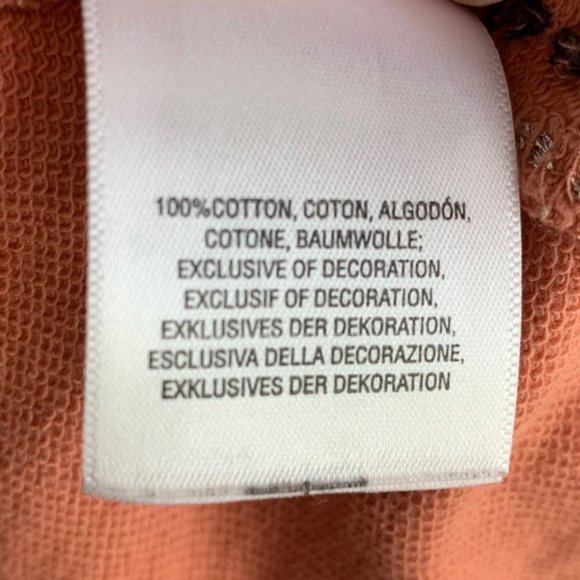 100%COTTON, COTON, ALGODÓN,
COTONE, BAUMWOLLE;
EXCLUSIVE OF DECORATION,
EXCLUSIF OF DECORATION,
EXKLUSIVES DER DEKORATION,
ESCLUSIVA DELLA DECORAZIONE,
EXKLUSIVES DER DEKORATION